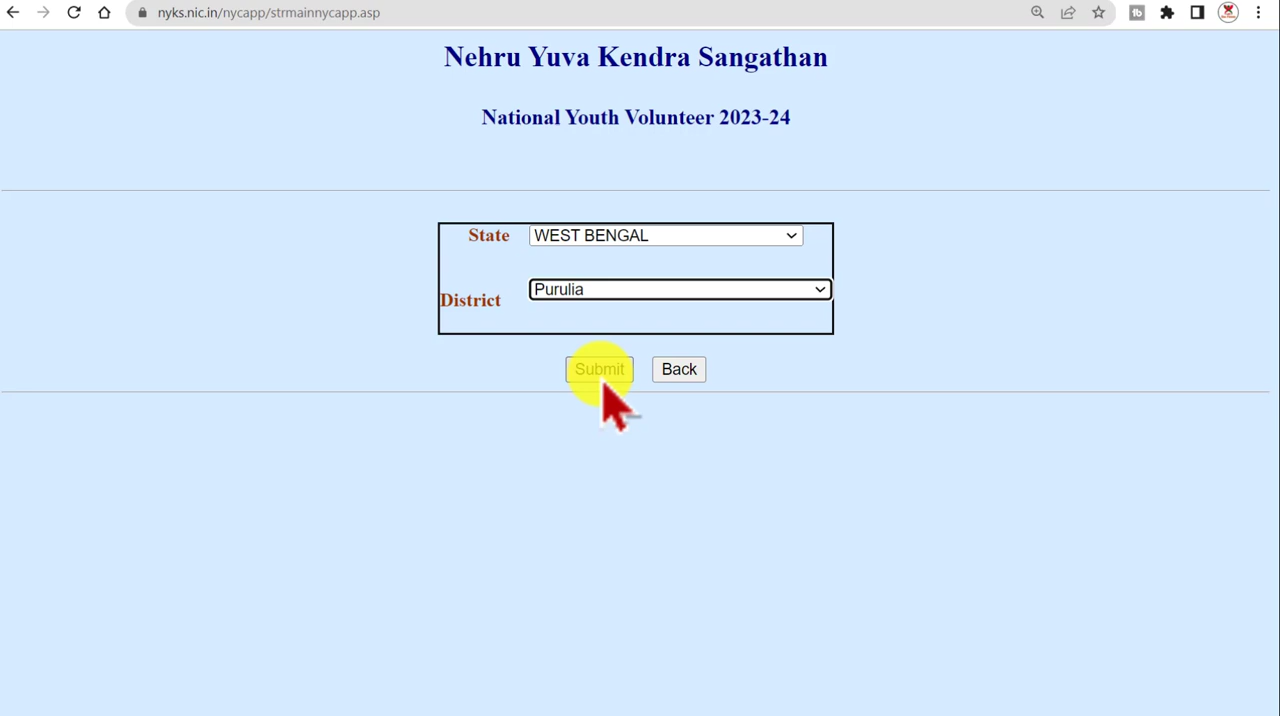 nyks.nic.in/nycapp/strmainnycapp.asp
Nehru Yuva Kendra Sangathan
National Youth Volunteer 2023-24
State WEST BENGAL
District Purulia
Submit Back